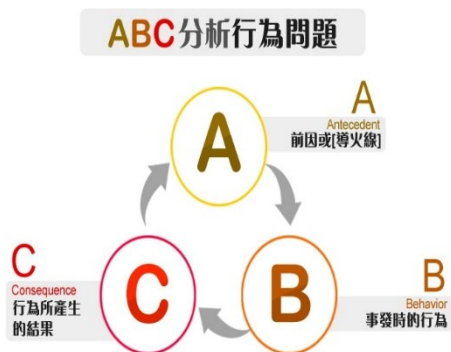 ABC分析行為問題
A
A
Antecedent
前因或[導火線]
C
B
C
Consequence
行為所產生
的結果
B
Behavior
事發時的行為